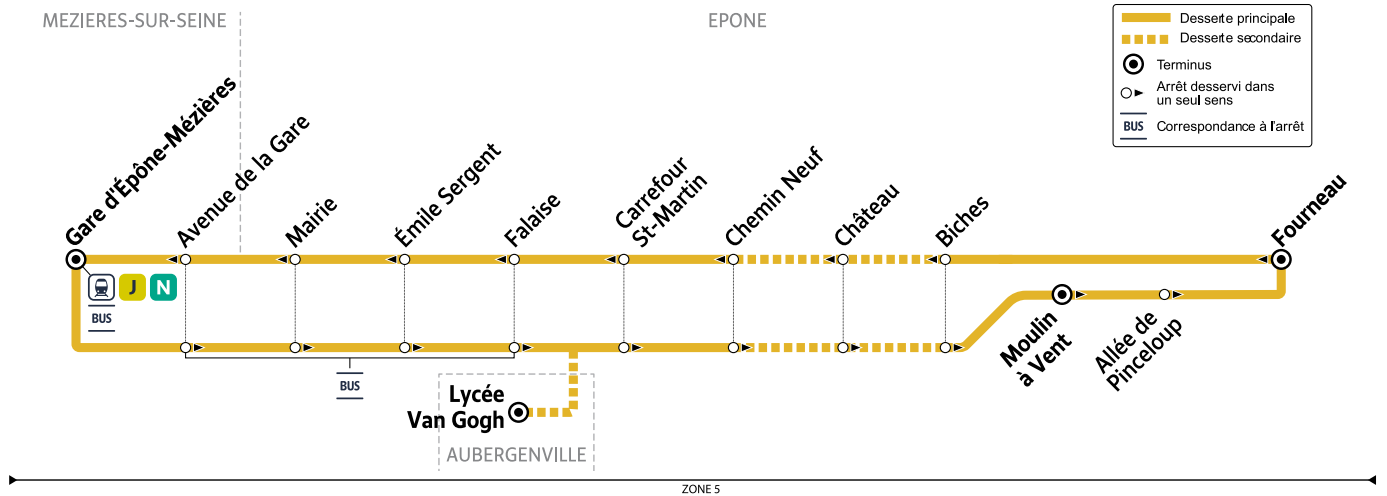 MEZIERES-SUR-SEINE
EPONE
Desserte principale
Desserte secondaire
Terminus
Arrêt desservi dans
un seul sens
BUS
Correspondance à l'arrêt
Gare d'Épône-Mézières
Avenue de la Gare
Mairie
Émile Sergent
Falaise
Carrefour
St-Martin
Chemin Neuf
Château
Biches
Fourneau
J
N
BUS
BUS
Moulin
à Vent
Allée de
Pinceloup
Lycée
Van Gogh
AUBERGENVILLE
ZONE 5